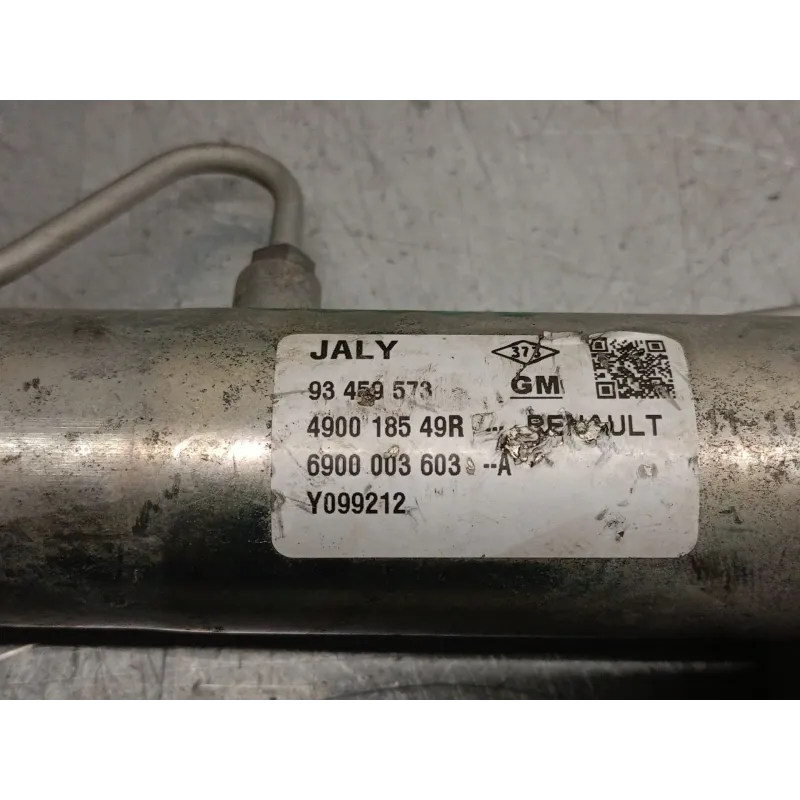 JALY
373
93 459 573
GM
4900 185 49R --- RENAULT
6900 003 603 --A
Y099212